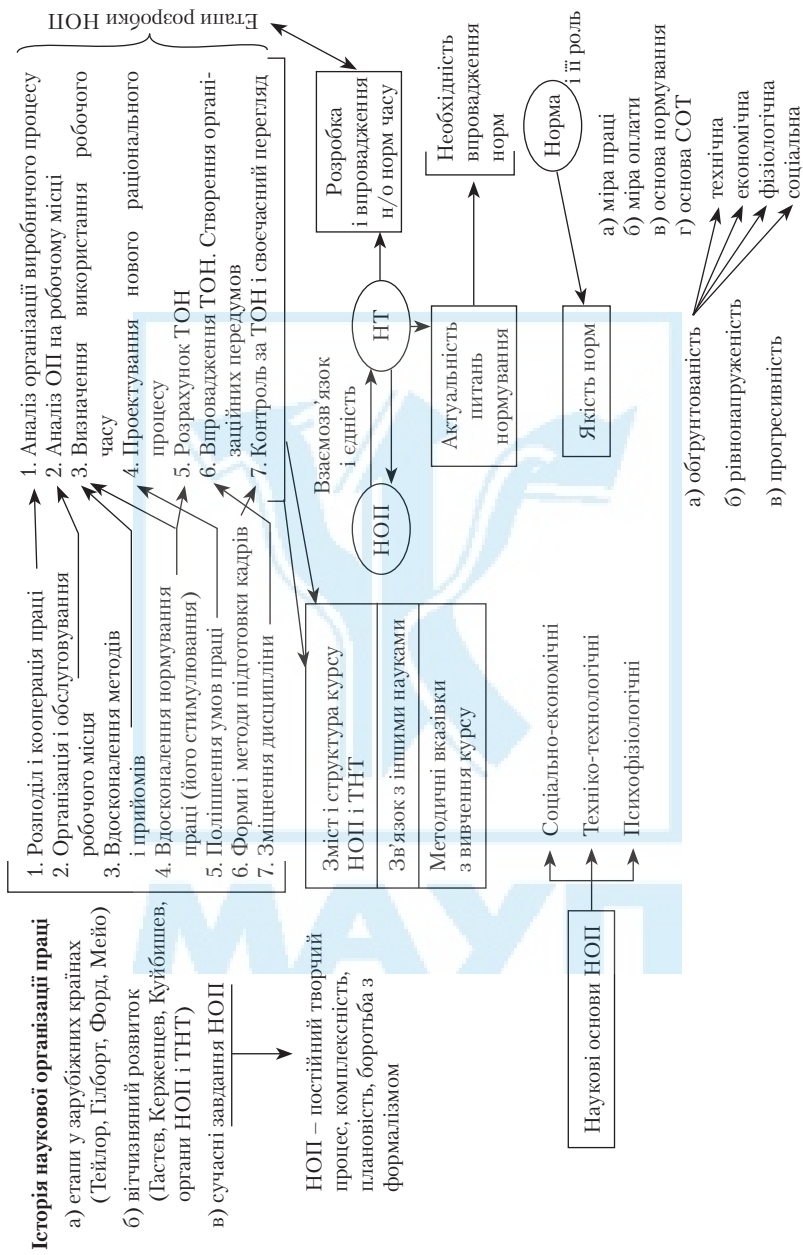 Історія наукової організації праці
а) етапи у зарубіжних країнах
(Тейлор, Гілборт, Форд, Мейо)
б) вітчизняний розвиток
(Гастєв, Керженцев, Куйбишев,
органи НОП і ТНТ)
в) сучасні завдання НОП
НОП – постійний творчий
процес, комплексність,
плановість, боротьба з
формалізмом
1. Розподіл і кооперація праці
2. Організація і обслуговування
робочого місця
3. Вдосконалення методів
і прийомів
4. Вдосконалення нормування
праці (його стимулювання)
5. Поліпшення умов праці
6. Форми і методи підготовки кадрів
7. Зміцнення дисципліни
1. Аналіз організації виробничого процесу
2. Аналіз ОП на робочому місці
3. Визначення використання робочого
часу
4. Проектування нового раціонального
процесу
5. Розрахунок ТОН
6. Впровадження ТОН. Створення органі-
заційних передумов
7. Контроль за ТОН і своєчасний перегляд
Етапи розробки НОП
Зміст і структура курсу
НОП і ТНТ
Зв’язок з іншими науками
Методичні вказівки
з вивчення курсу
Взаємозв’язок
і єдність
НОП
НТ
Розробка
і впровадження
н/о норм часу
Актуальність
питань
нормування
Необхідність
впровадження
норм
Норма
і її роль
а) міра праці
б) міра оплати
в) основа нормування
г) основа СОТ
Якість норм
а) обґрунтованість
б) рівнонапруженість
в) прогресивність
технічна
економічна
фізіологічна
соціальна
Наукові основи НОП
Соціально-економічні
Техніко-технологічні
Психофізіологічні
МАУП